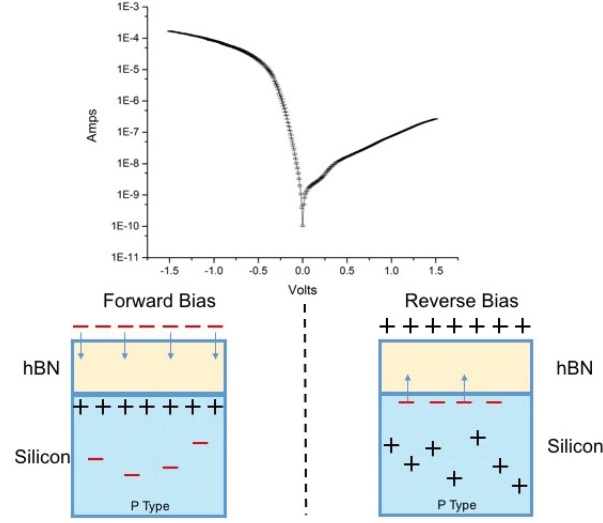 1E-3
1E-4
1E-5
1E-6
1E-7
1E-8
1E-9
1E-10
1E-11
Amps
-1.5 -1.0 -0.5 0.0 0.5 1.0 1.5
Volts
Forward Bias
Reverse Bias
− − − − − − −
+ + + + + + +
hBN
hBN
+ + + + + + +
− − − −
Silicon
Silicon
− − − −
+ + + + + + + +
P Type
P Type